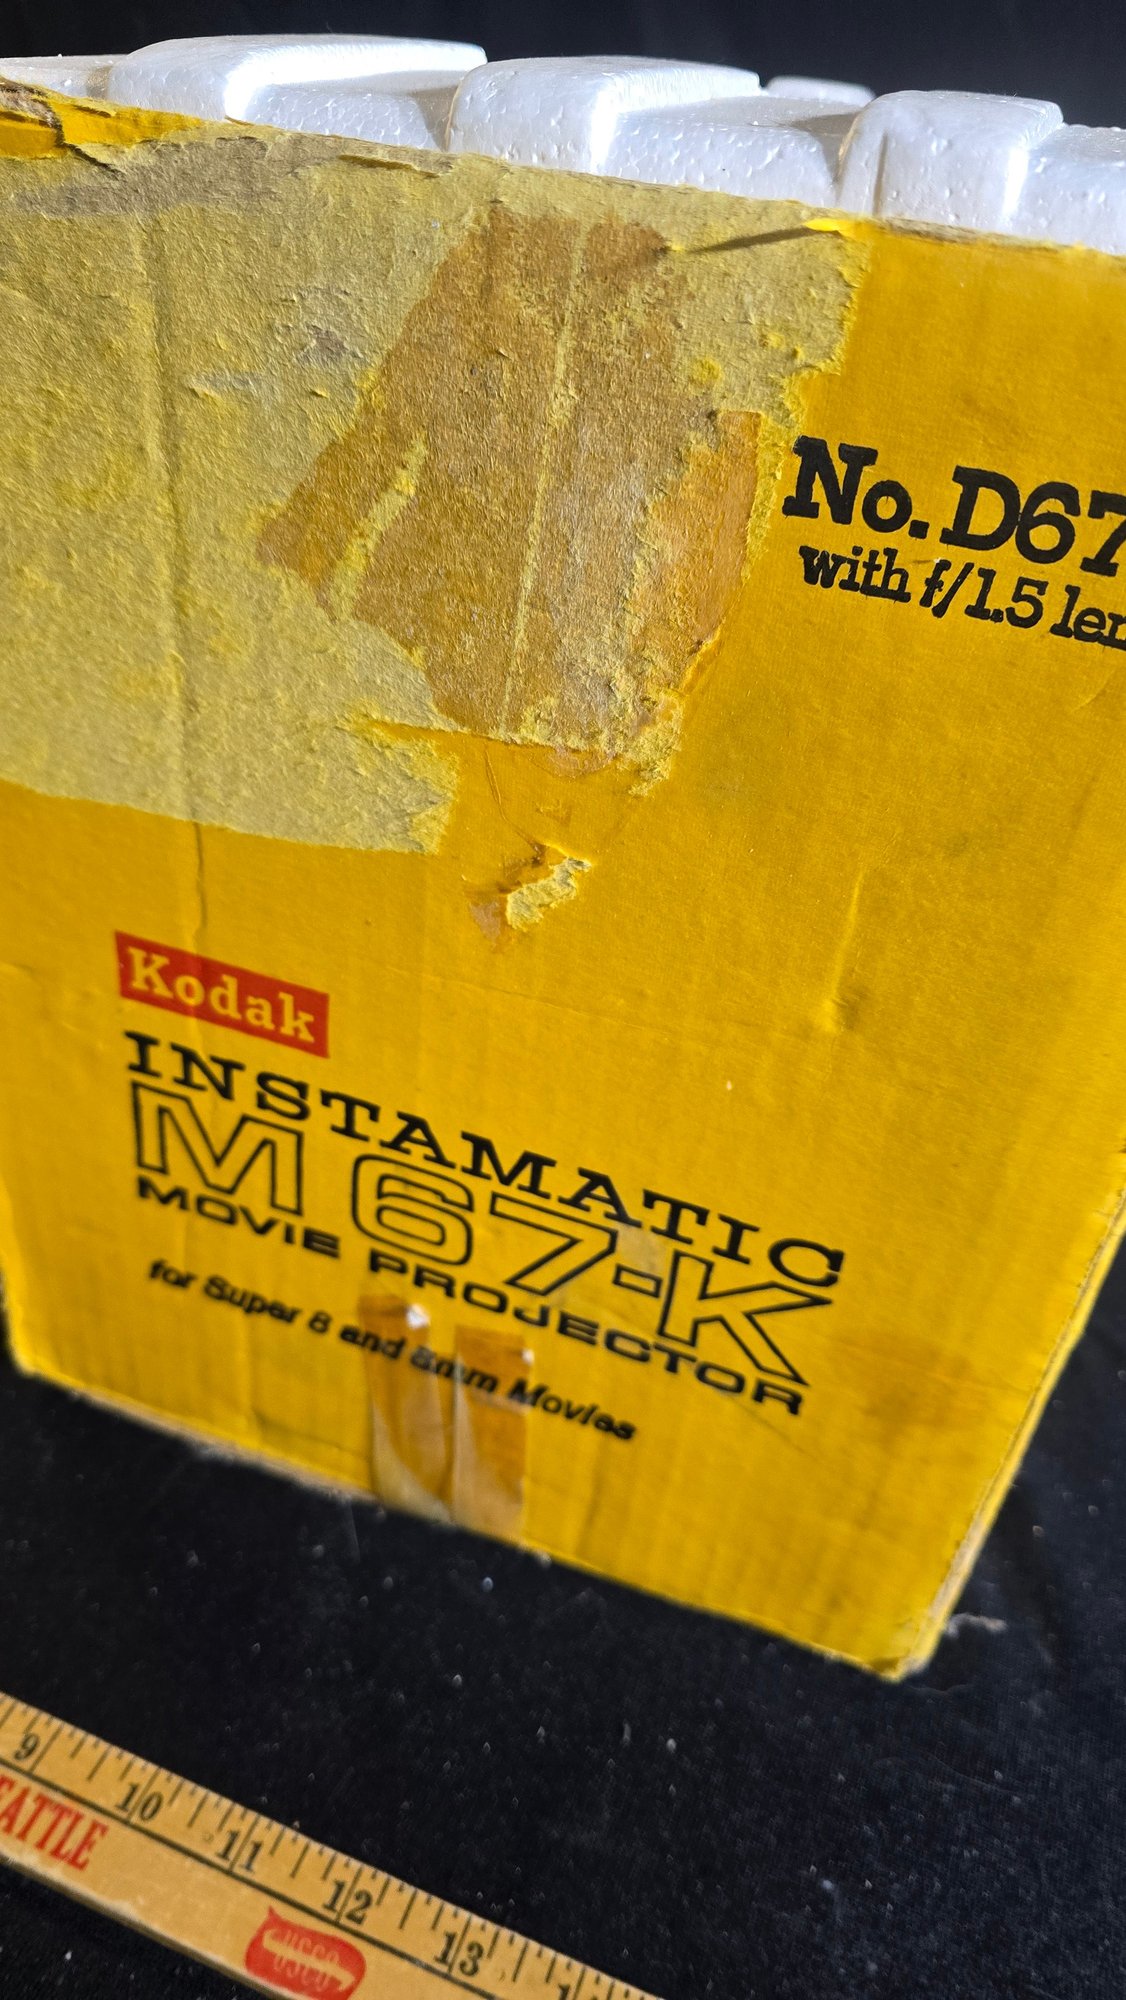 No. D67
with f/1.5 len
Kodak
INSTAMATIC
M 67-K
MOVIE PROJECTOR
for Super 8 and 8mm Movies
9 10 11 12 13
EATTLE